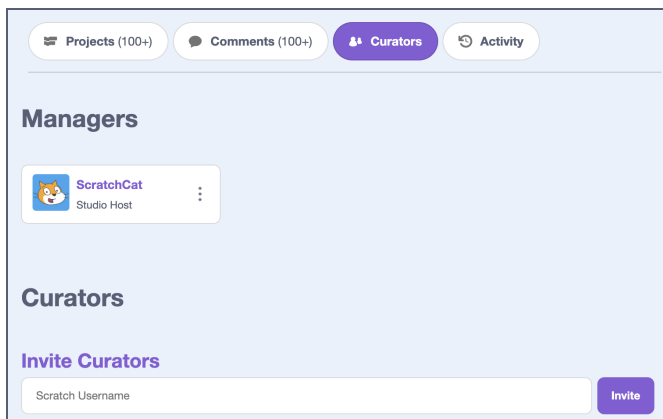 Projects (100+) Comments (100+) Curators Activity
Managers
ScratchCat
Studio Host
Curators
Invite Curators
Scratch Username Invite